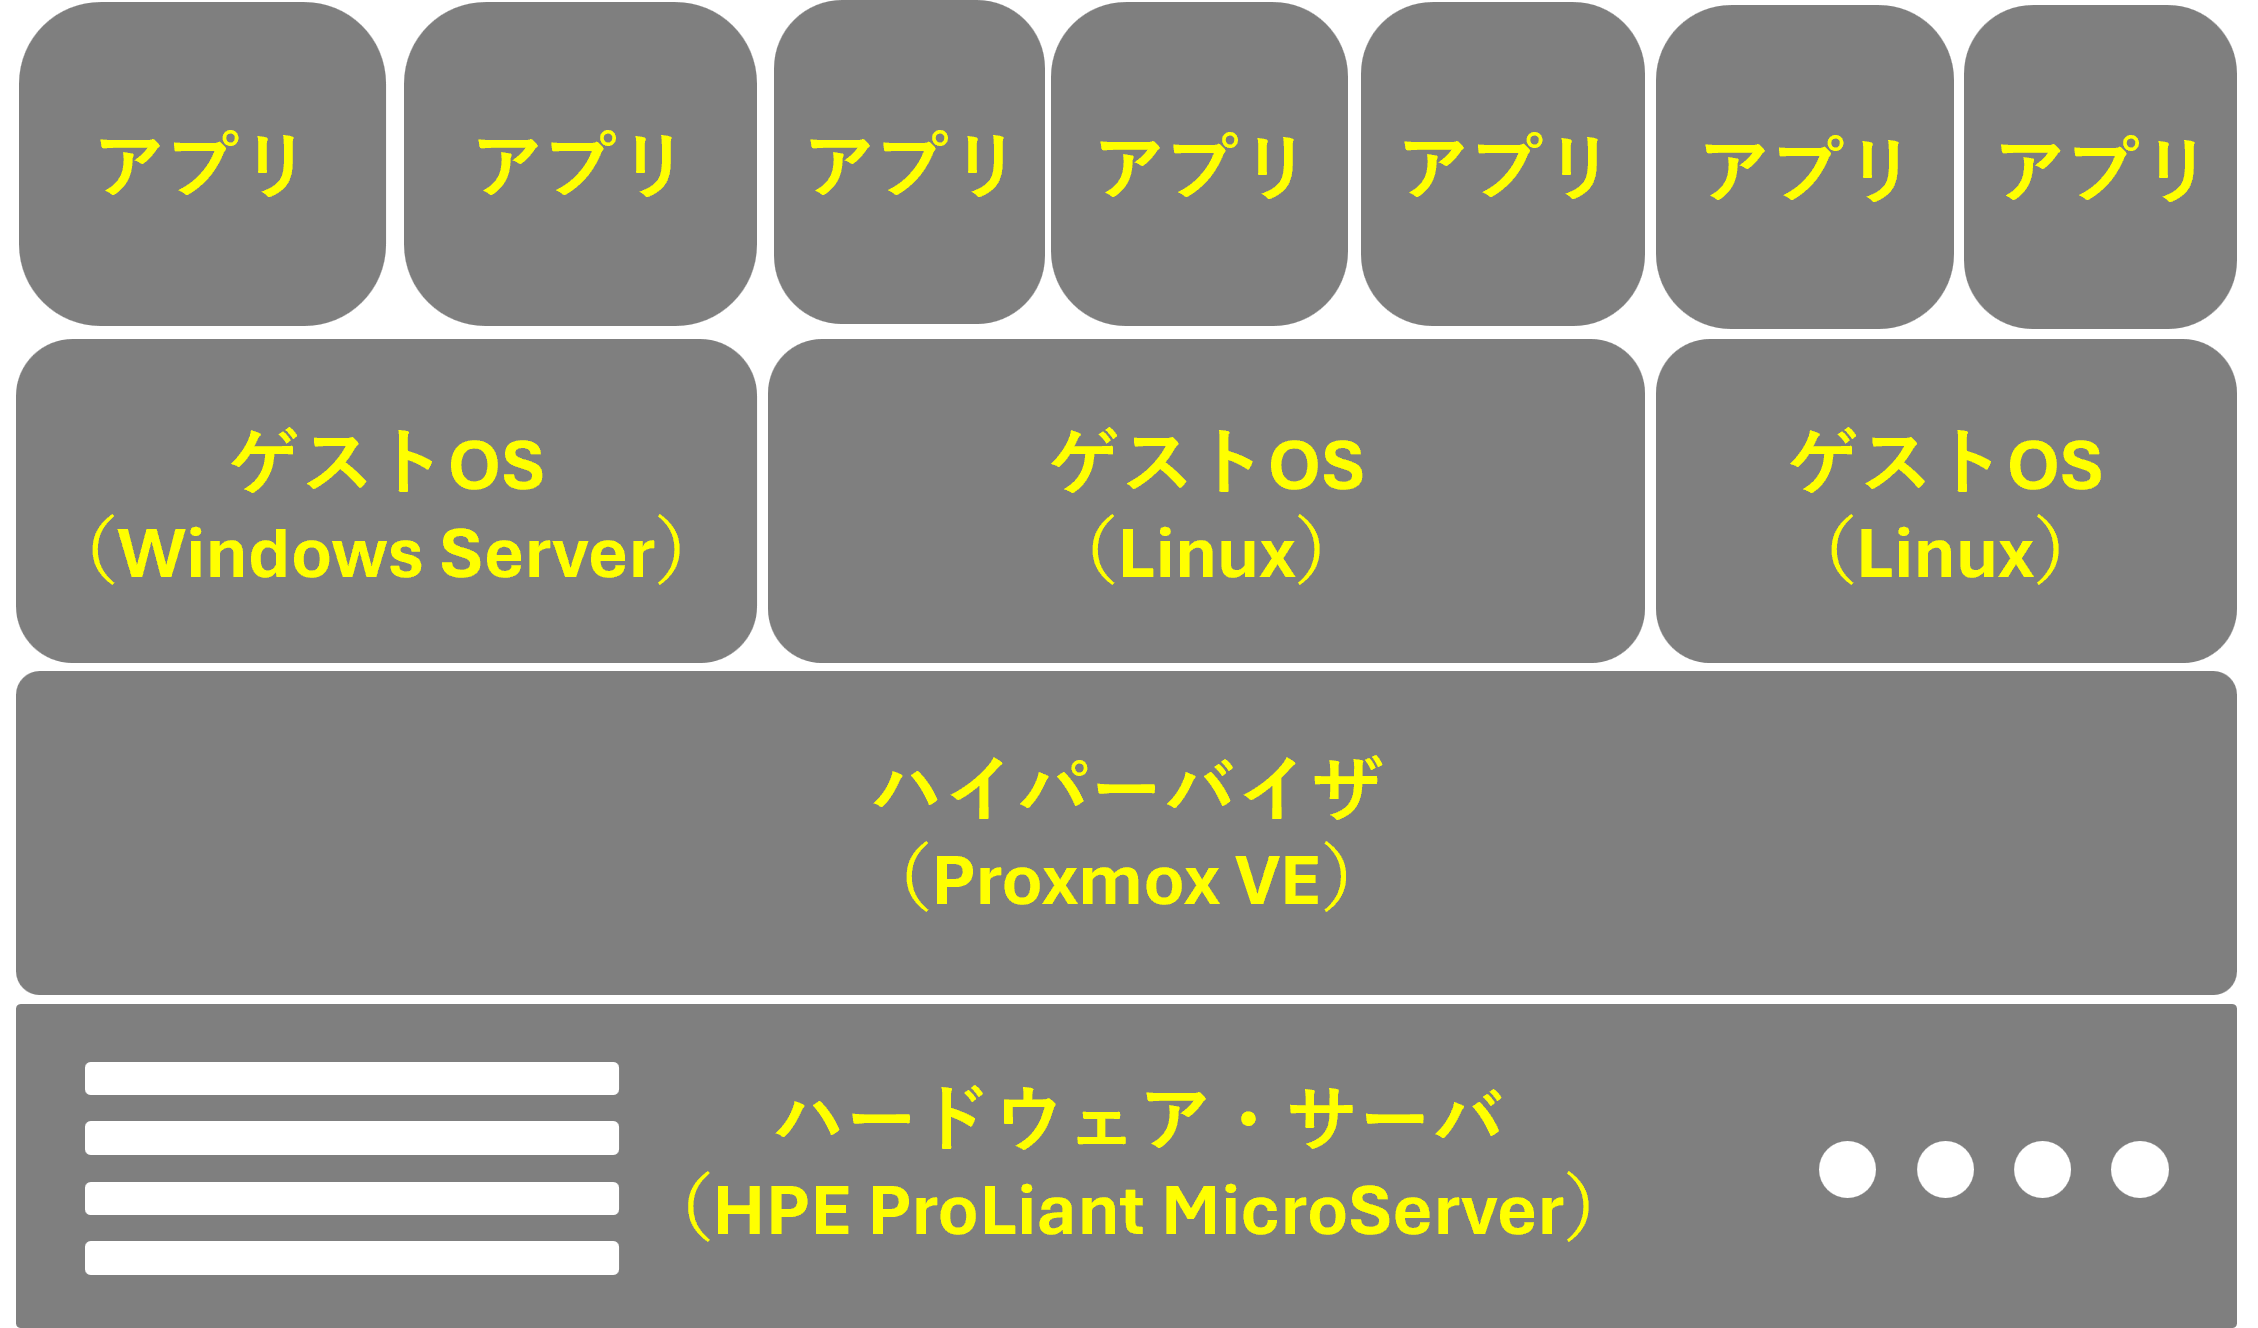 アプリ
アプリ
アプリ
アプリ
アプリ
アプリ
アプリ
ゲストOS
（Windows Server）
ゲストOS
（Linux）
ゲストOS
（Linux）
ハイパーバイザ
（Proxmox VE）
ハードウェア・サーバ
（HPE ProLiant MicroServer）